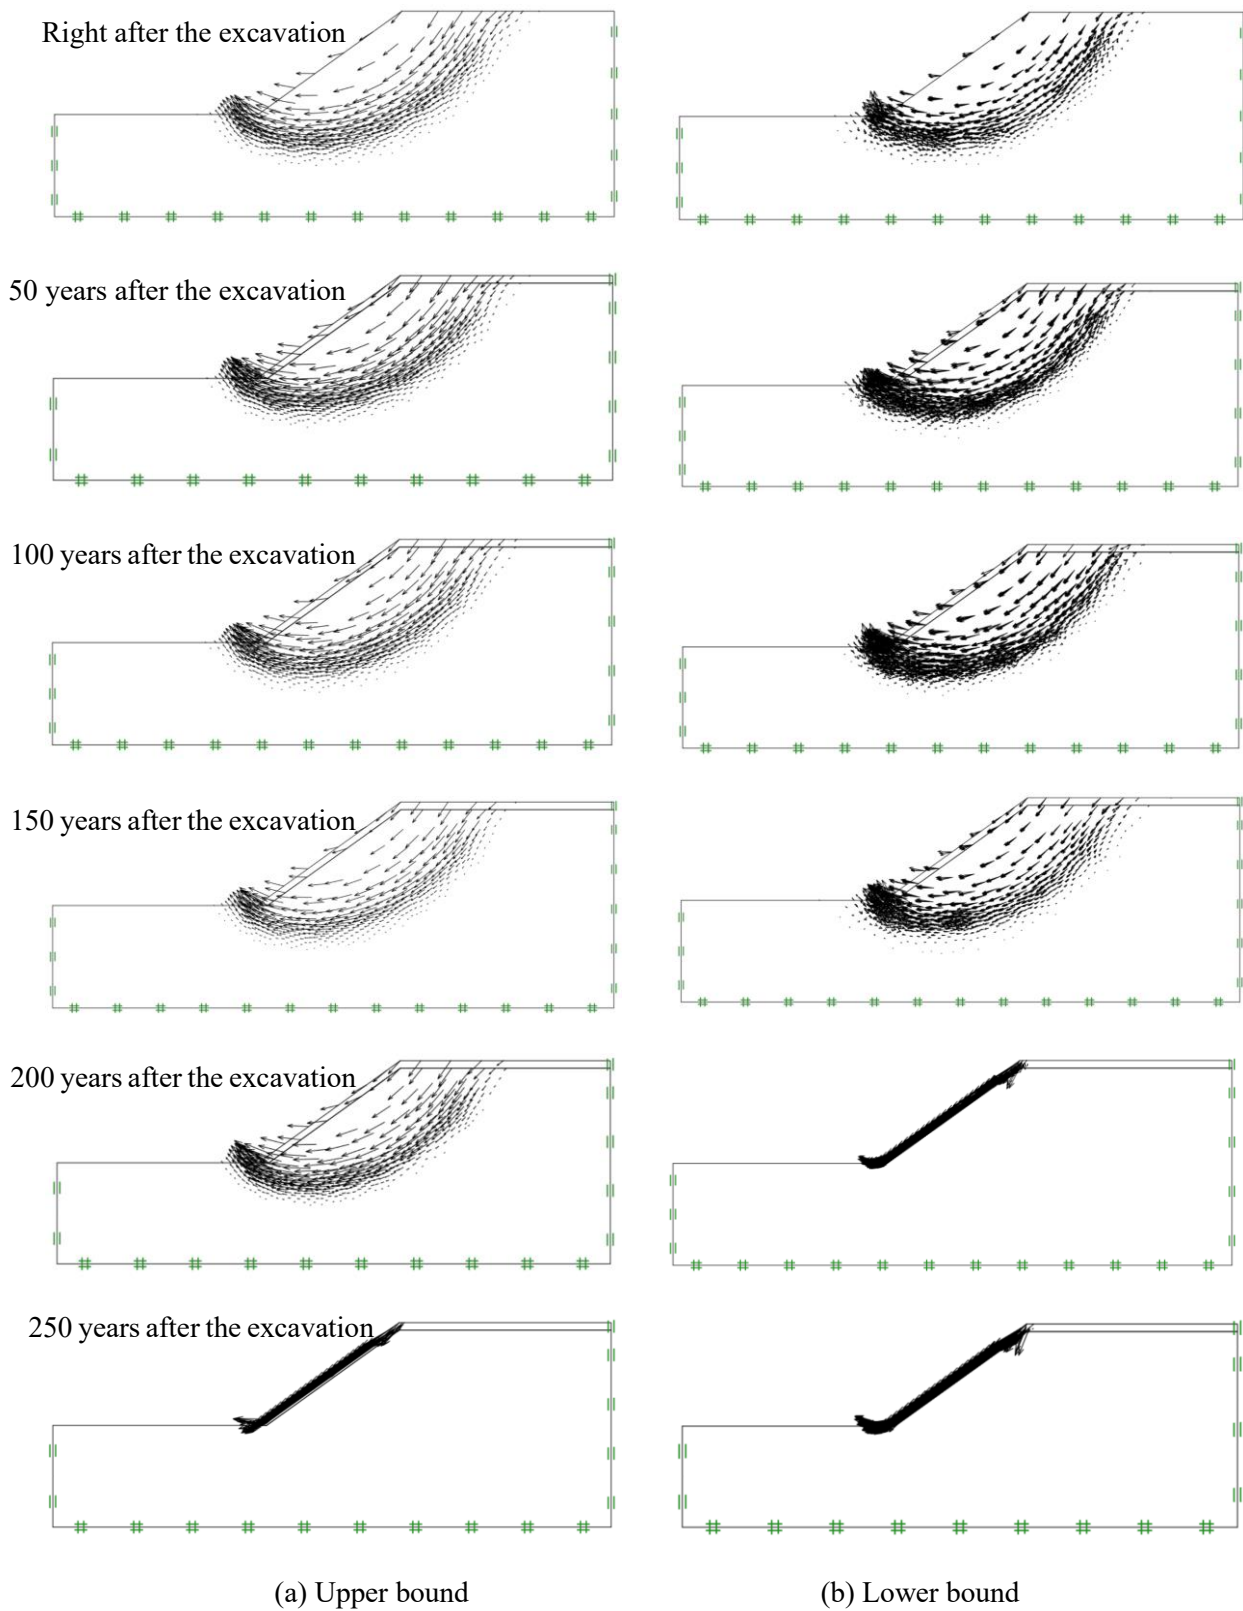 Right after the excavation
50 years after the excavation
100 years after the excavation
150 years after the excavation
200 years after the excavation
250 years after the excavation
(a) Upper bound
(b) Lower bound